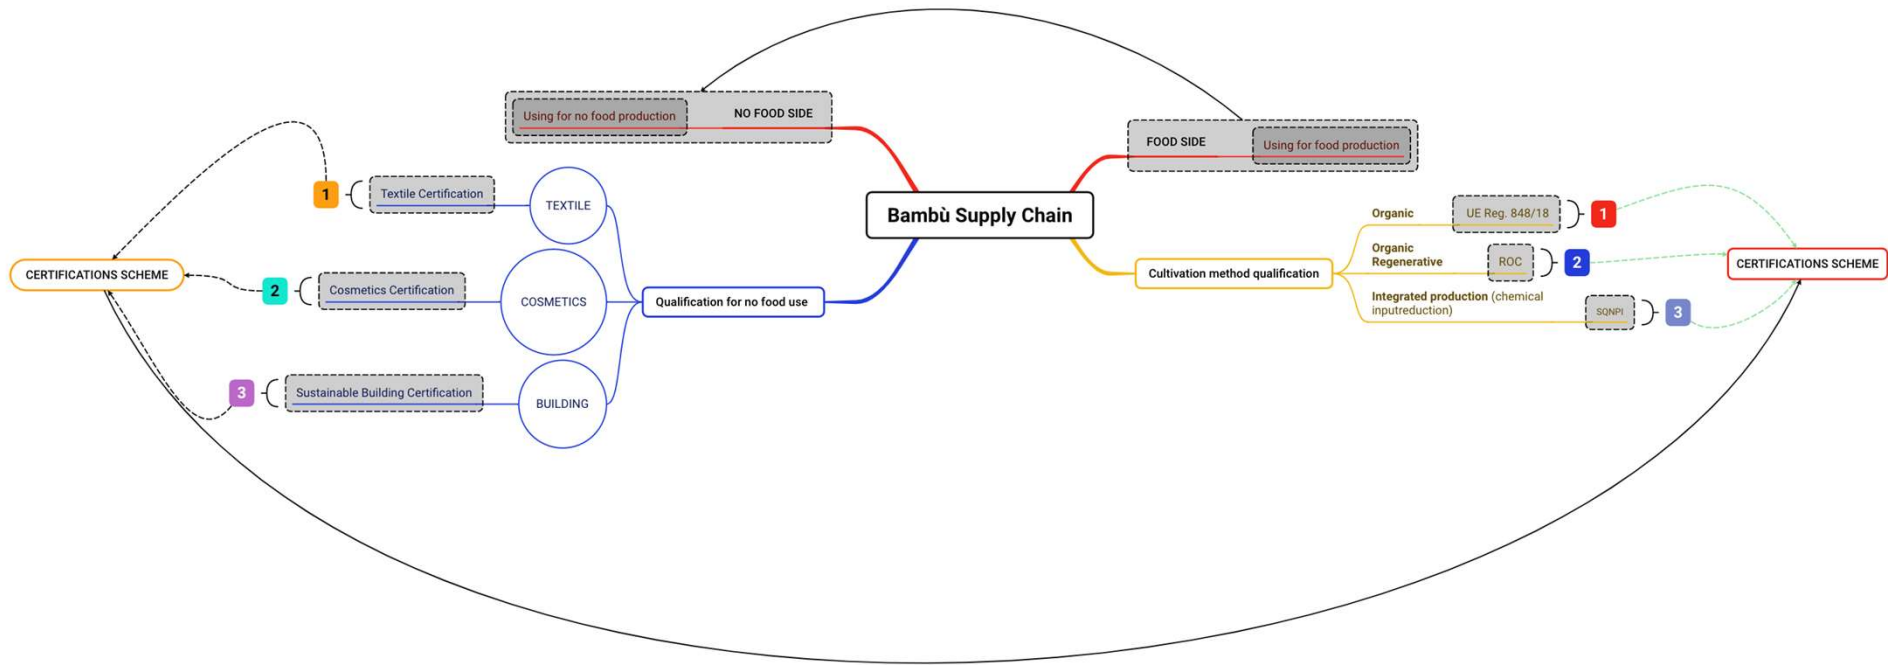 Using for no food production
NO FOOD SIDE
FOOD SIDE
Using for food production
Bambù Supply Chain
1
Textile Certification
TEXTILE
CERTIFICATIONS SCHEME
2
Cosmetics Certification
COSMETICS
Qualification for no food use
3
Sustainable Building Certification
BUILDING
Cultivation method qualification
Organic
UE Reg. 848/18
1
Organic
Regenerative
ROC
2
Integrated production (chemical
inputreduction)
SQNPI
3
CERTIFICATIONS SCHEME